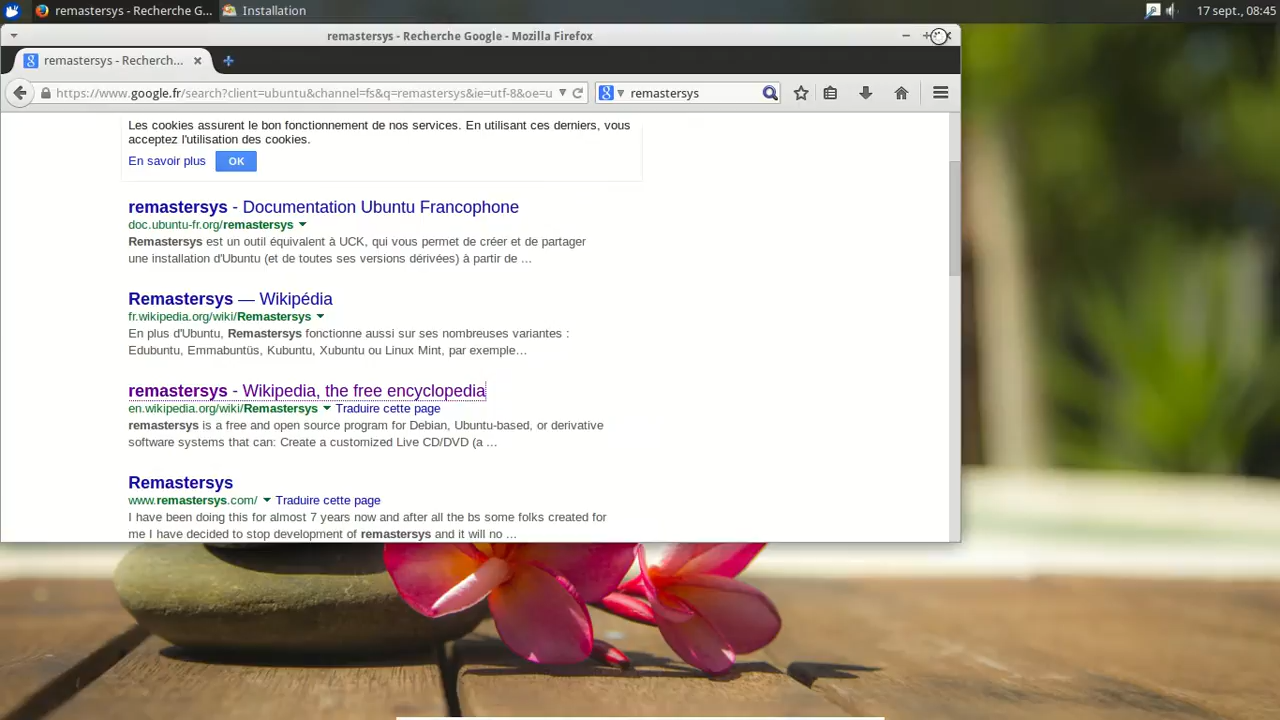 remastersys - Recherche G...
Installation
17 sept., 08:45
remastersys - Recherche Google - Mozilla Firefox
remastersys - Recherch...
https://www.google.fr/search?client=ubuntu&channel=fs&q=remastersys&ie=utf-8&oe=u
remastersys
Les cookies assurent le bon fonctionnement de nos services. En utilisant ces derniers, vous
acceptez l'utilisation des cookies.
En savoir plus
OK
remastersys - Documentation Ubuntu Francophone
doc.ubuntu-fr.org/remastersys
Remastersys est un outil équivalent à UCK, qui vous permet de créer et de partager
une installation d'Ubuntu (et de toutes ses versions dérivées) à partir de ...
Remastersys — Wikipédia
fr.wikipedia.org/wiki/Remastersys
En plus d'Ubuntu, Remastersys fonctionne aussi sur ses nombreuses variantes :
Edubuntu, Emmabuntüs, Kubuntu, Xubuntu ou Linux Mint, par exemple...
remastersys - Wikipedia, the free encyclopedia
en.wikipedia.org/wiki/Remastersys Traduire cette page
remastersys is a free and open source program for Debian, Ubuntu-based, or derivative
software systems that can: Create a customized Live CD/DVD (a ...
Remastersys
www.remastersys.com/ Traduire cette page
I have been doing this for almost 7 years now and after all the bs some folks created for
me I have decided to stop development of remastersys and it will no ...